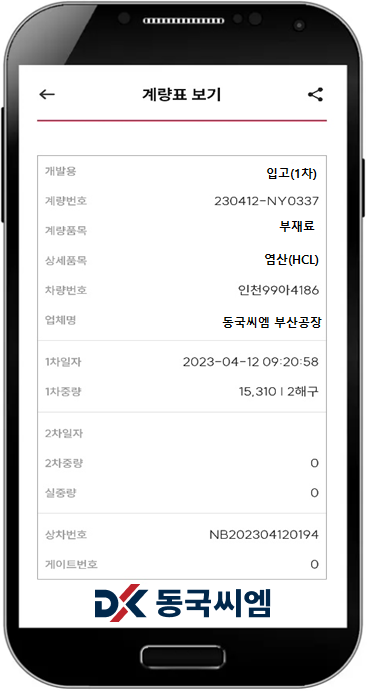 계량표 보기
개발용 입고(1차)
계량번호 230412-NY0337
계량품목 부재료
상세품목 염산(HCL)
차량번호 인천99아4186
업체명 동국씨엠 부산공장
1차일자 2023-04-12 09:20:58
1차중량 15,310 | 2해구
2차일자
2차중량 0
실중량 0
상차번호 NB202304120194
게이트번호 0
DK 동국씨엠